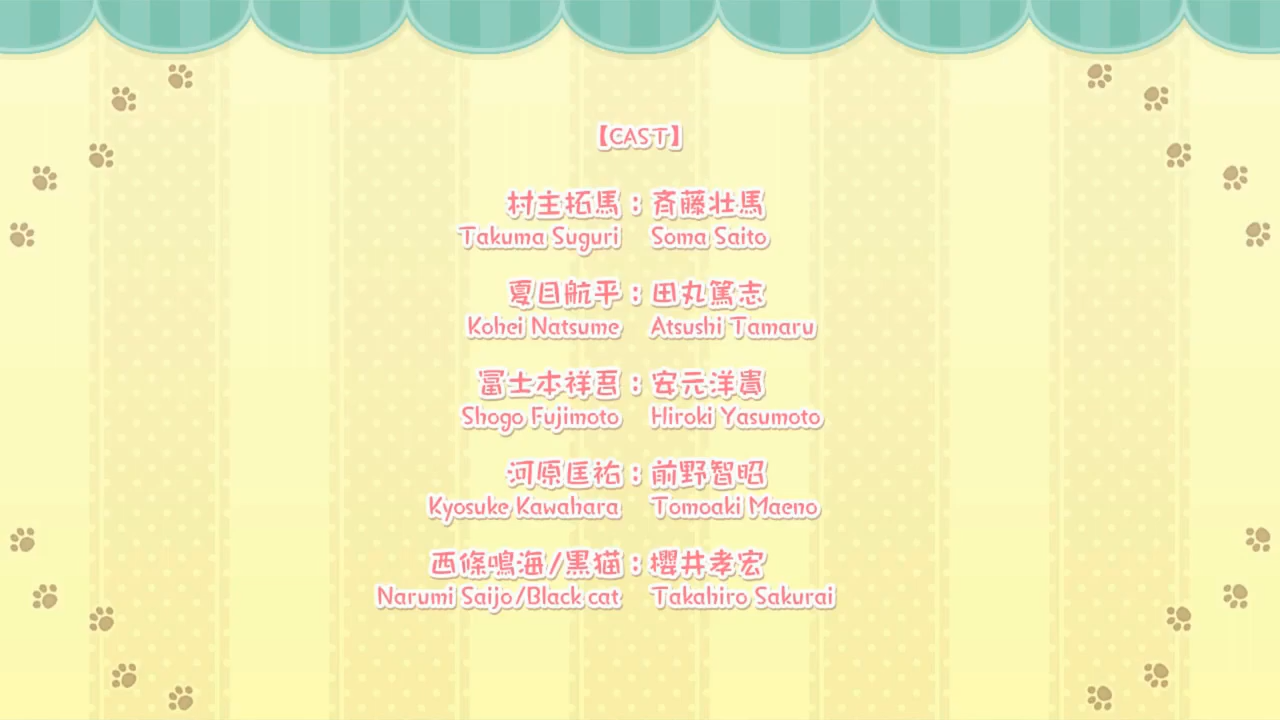 【CAST】
村主拓馬：斉藤壮馬
Takuma Suguri Soma Saito
夏目航平：田丸篤志
Kohei Natsume Atsushi Tamaru
冨士本祥吾：安元洋貴
Shogo Fujimoto Hiroki Yasumoto
河原匡祐：前野智昭
Kyosuke Kawahara Tomoaki Maeno
西條鳴海/黒猫：櫻井孝宏
Narumi Saijo/Black cat Takahiro Sakurai